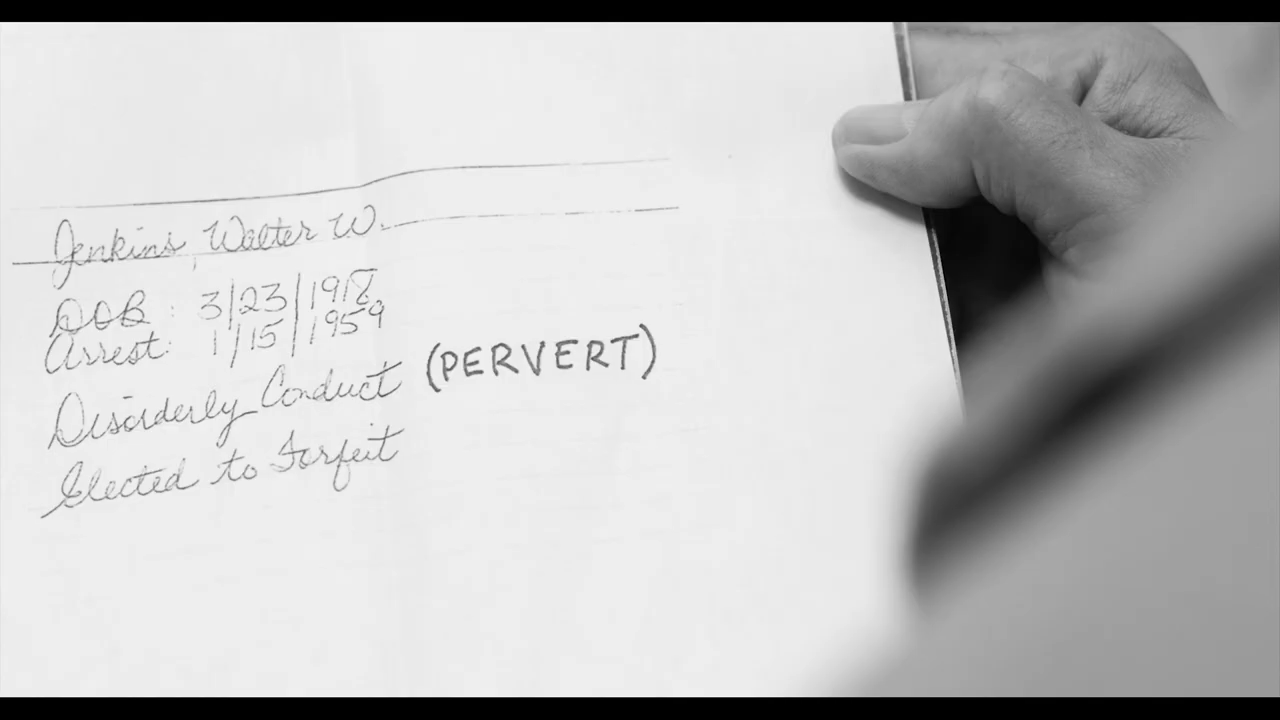 Jenkins, Walter W.
DOB: 3/23/1918
Arrest: 1/15/1959
Disorderly Conduct (PERVERT)
Elected to Forfeit